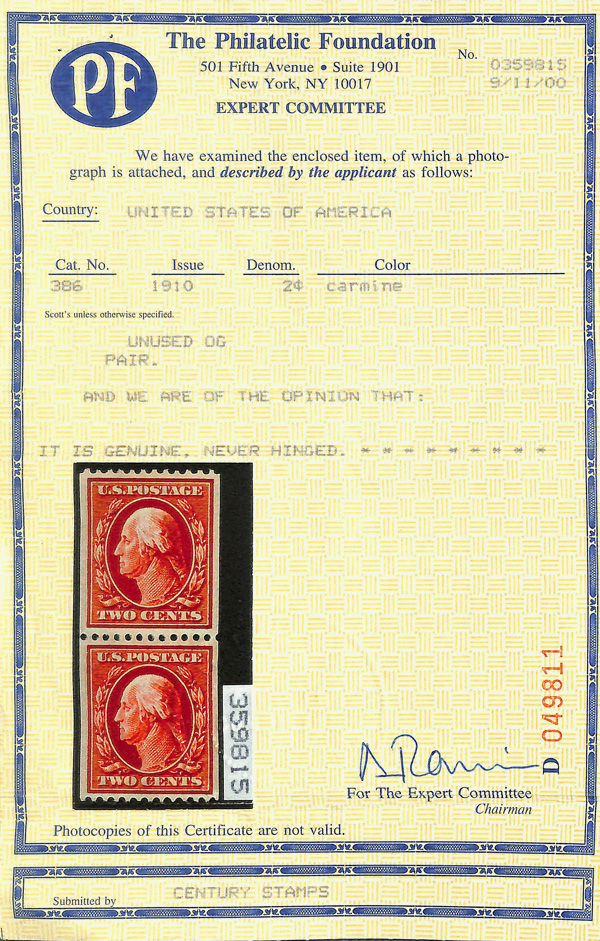 PF
The Philatelic Foundation
501 Fifth Avenue • Suite 1901
New York, NY 10017
EXPERT COMMITTEE
No. 0359815
9/11/00
We have examined the enclosed item, of which a photo-
graph is attached, and described by the applicant as follows:
Country: UNITED STATES OF AMERICA
Cat. No. Issue Denom. Color
386 1910 2¢ carmine
Scott's unless otherwise specified.
UNUSED OG
PAIR.
AND WE ARE OF THE OPINION THAT:
IT IS GENUINE, NEVER HINGED. * * * * * * * * *
U.S. POSTAGE
TWO CENTS
U.S. POSTAGE
TWO CENTS
359815
D 049811
For The Expert Committee
Chairman
Photocopies of this Certificate are not valid.
Submitted by CENTURY STAMPS